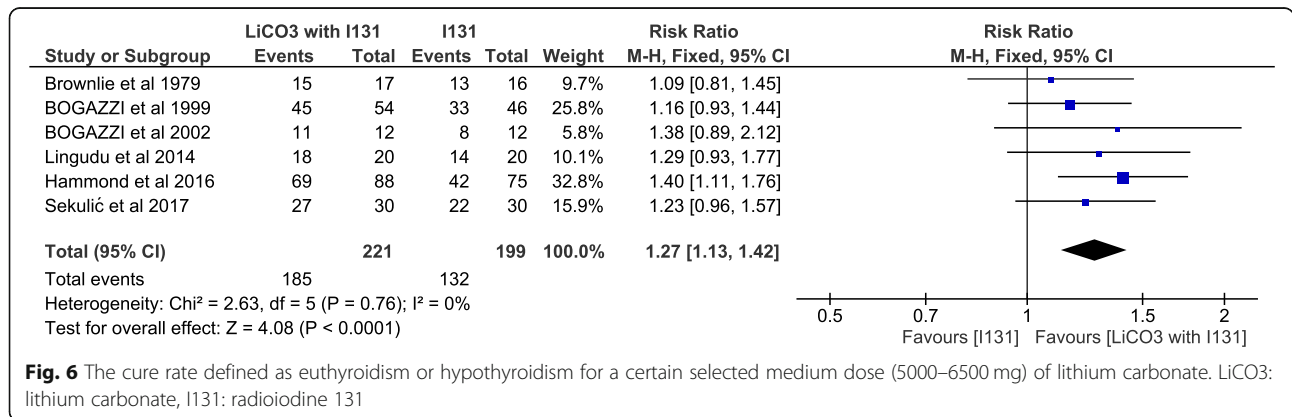 LiCO3 with I131 I131 Risk Ratio Risk Ratio
Study or Subgroup Events Total Events Total Weight M-H, Fixed, 95% CI M-H, Fixed, 95% CI
Brownlie et al 1979 15 17 13 16 9.7% 1.09 [0.81, 1.45]
BOGAZZI et al 1999 45 54 33 46 25.8% 1.16 [0.93, 1.44]
BOGAZZI et al 2002 11 12 8 12 5.8% 1.38 [0.89, 2.12]
Lingudu et al 2014 18 20 14 20 10.1% 1.29 [0.93, 1.77]
Hammond et al 2016 69 88 42 75 32.8% 1.40 [1.11, 1.76]
Sekulić et al 2017 27 30 22 30 15.9% 1.23 [0.96, 1.57]
Total (95% CI) 221 199 100.0% 1.27 [1.13, 1.42]
Total events 185 132
Heterogeneity: Chi² = 2.63, df = 5 (P = 0.76); I² = 0%
Test for overall effect: Z = 4.08 (P < 0.0001)
0.5 0.7 1 1.5 2
Favours [I131] Favours [LiCO3 with I131]
Fig. 6 The cure rate defined as euthyroidism or hypothyroidism for a certain selected medium dose (5000–6500 mg) of lithium carbonate. LiCO3:
lithium carbonate, I131: radioiodine 131